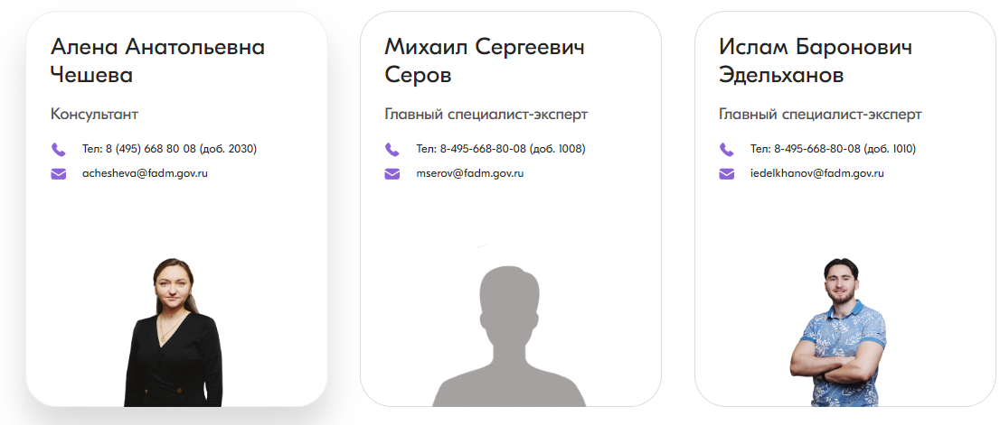 Алена Анатольевна
Чешева
Консультант
Тел: 8 (495) 668 80 08 (доб. 2030)
achesheva@fadm.gov.ru
Михаил Сергеевич
Серов
Главный специалист-эксперт
Тел: 8-495-668-80-08 (доб. 1008)
mserov@fadm.gov.ru
Ислам Баронович
Эдельханов
Главный специалист-эксперт
Тел: 8-495-668-80-08 (доб. 1010)
iedelkhanov@fadm.gov.ru